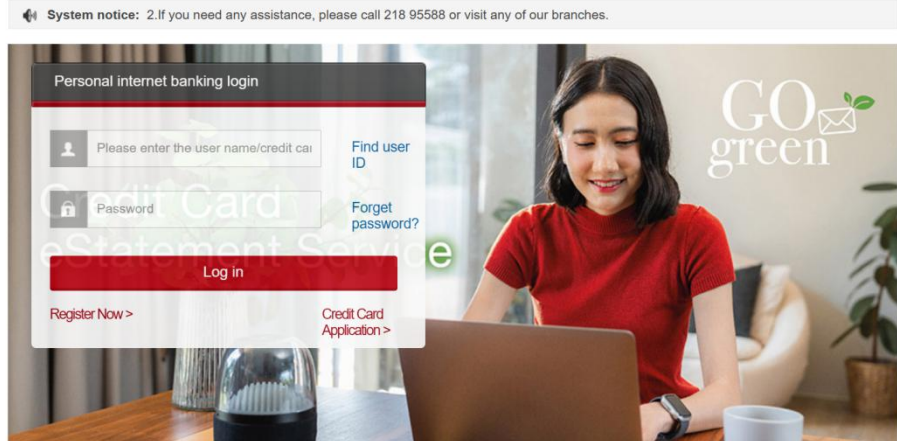 System notice: 2.If you need any assistance, please call 218 95588 or visit any of our branches.
Personal internet banking login
Please enter the user name/credit car
Find user
ID
Password
Forget
password?
Credit Card
eStatement Service
Log in
Register Now >
Credit Card
Application >
GO
green